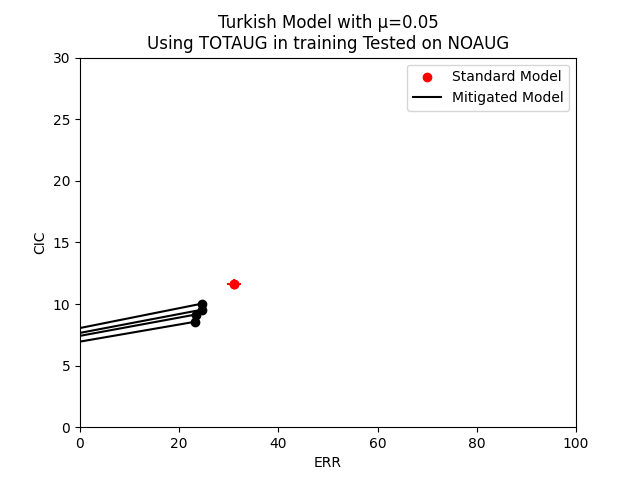 Turkish Model with μ=0.05
Using TOTAUG in training Tested on NOAUG
Standard Model
Mitigated Model
30
25
20
15
10
5
0
CIC
0 20 40 60 80 100
ERR